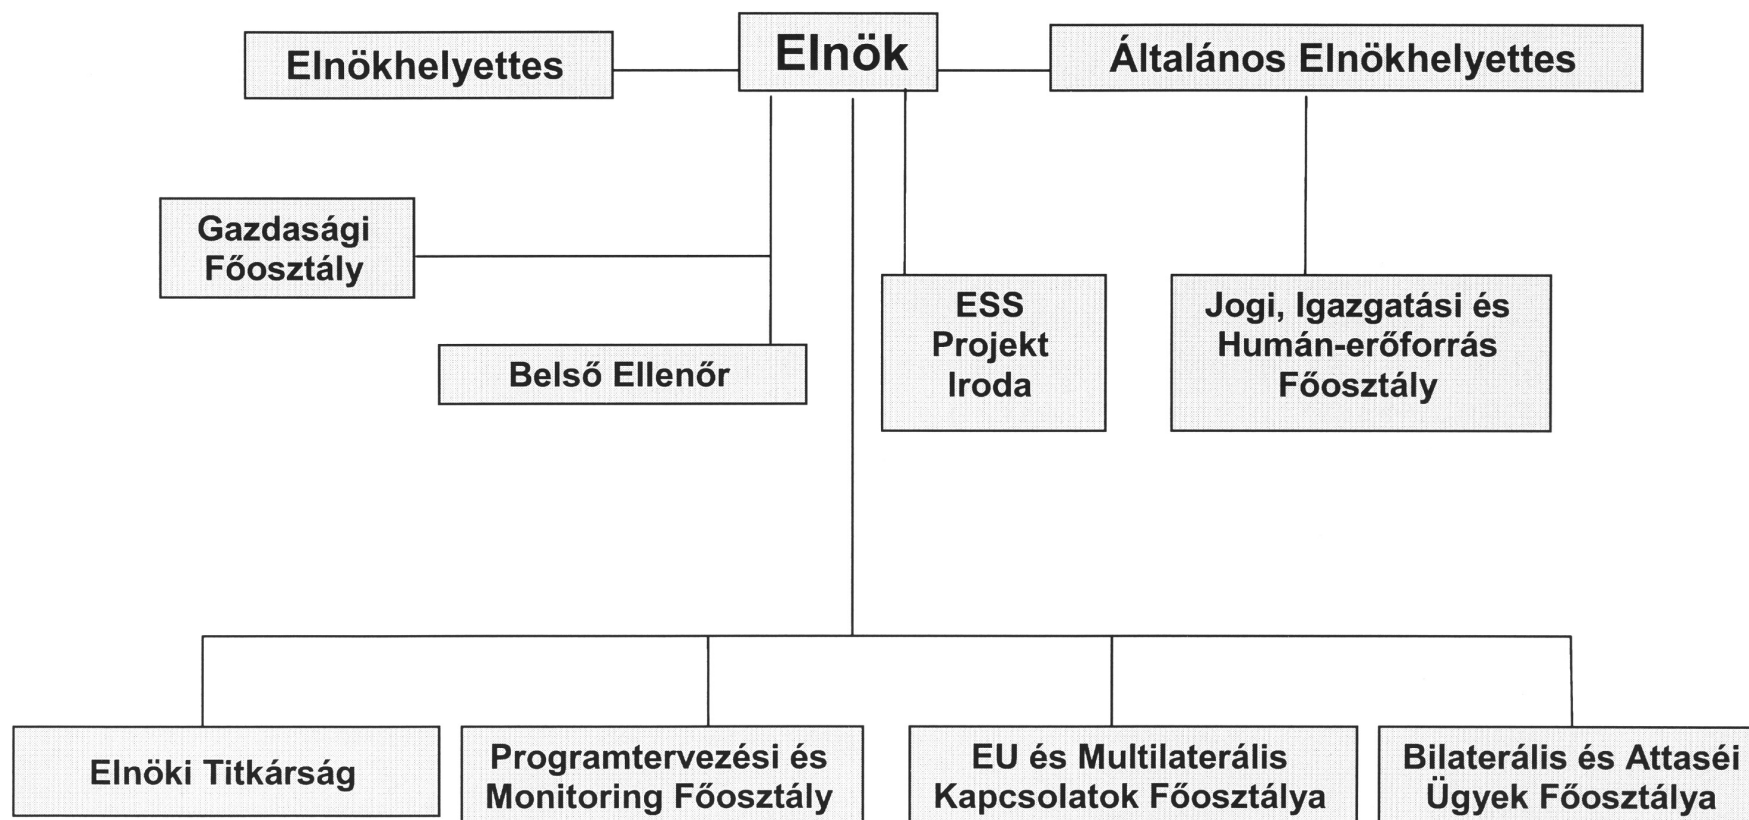 Elnökhelyettes
Elnök
Általános Elnökhelyettes
Gazdasági
Főosztály
Belső Ellenőr
ESS
Projekt
Iroda
Jogi, Igazgatási és
Humán-erőforrás
Főosztály
Elnöki Titkárság
Programtervezési és
Monitoring Főosztály
EU és Multilaterális
Kapcsolatok Főosztálya
Bilaterális és Attaséi
Ügyek Főosztálya